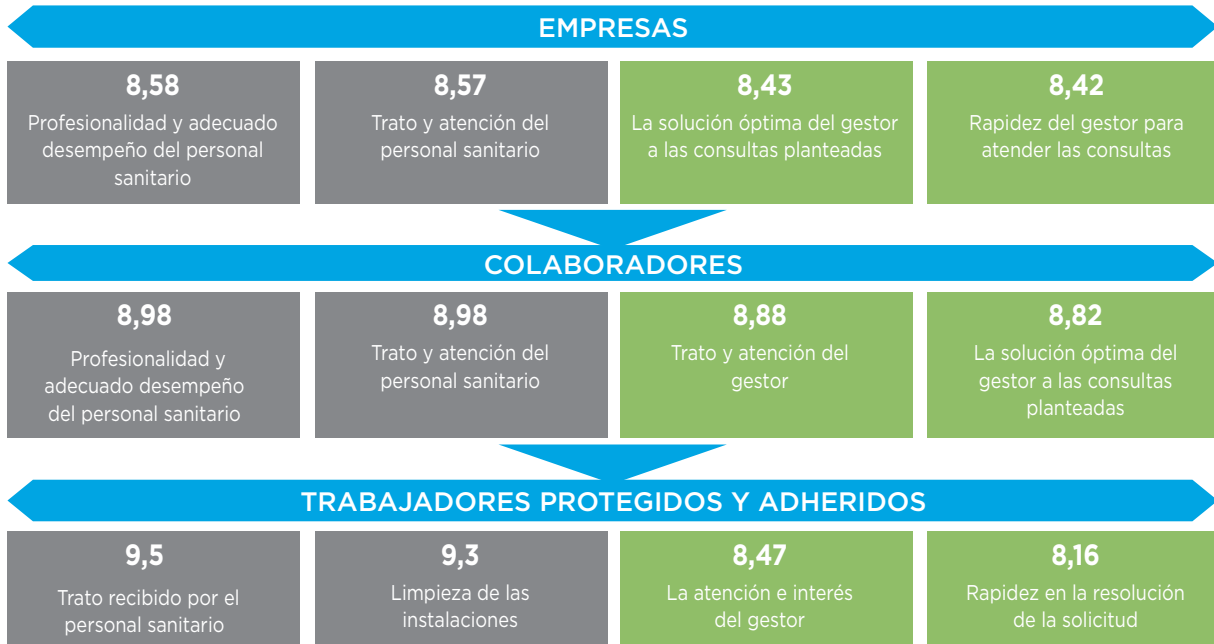 EMPRESAS
8,58
Profesionalidad y adecuado
desempeño del personal
sanitario
8,57
Trato y atención del
personal sanitario
8,43
La solución óptima del gestor
a las consultas planteadas
8,42
Rapidez del gestor para
atender las consultas
COLABORADORES
8,98
Profesionalidad y
adecuado desempeño
del personal sanitario
8,98
Trato y atención del
personal sanitario
8,88
Trato y atención del
gestor
8,82
La solución óptima del
gestor a las consultas
planteadas
TRABAJADORES PROTEGIDOS Y ADHERIDOS
9,5
Trato recibido por el
personal sanitario
9,3
Limpieza de las
instalaciones
8,47
La atención e interés
del gestor
8,16
Rapidez en la resolución
de la solicitud